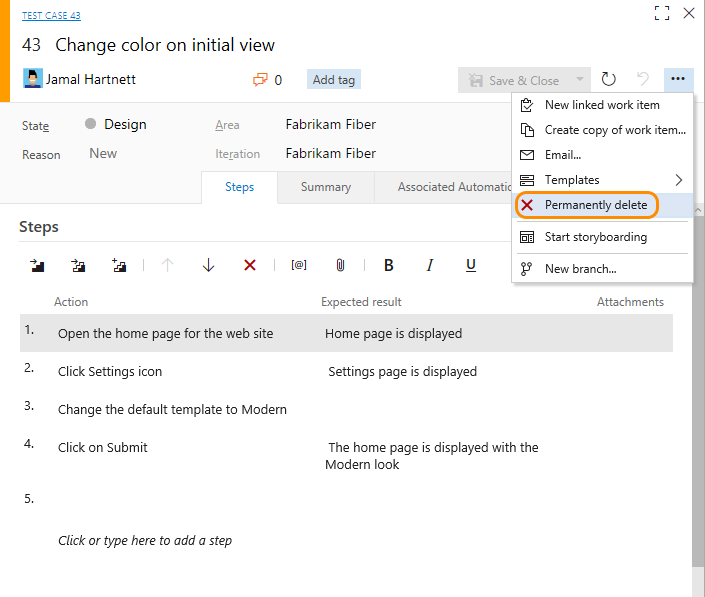 TEST CASE 43
43 Change color on initial view
Jamal Hartnett 0 Add tag Save & Close ...
State Design Area Fabrikam Fiber
Reason New Iteration Fabrikam Fiber
New linked work item
Create copy of work item...
Email...
Templates
Permanently delete
Start storyboarding
New branch...
Steps Summary Associated Automatic
Steps
[@] B I U
Action Expected result Attachments
1. Open the home page for the web site Home page is displayed
2. Click Settings icon Settings page is displayed
3. Change the default template to Modern
4. Click on Submit The home page is displayed with the
Modern look
5.
Click or type here to add a step